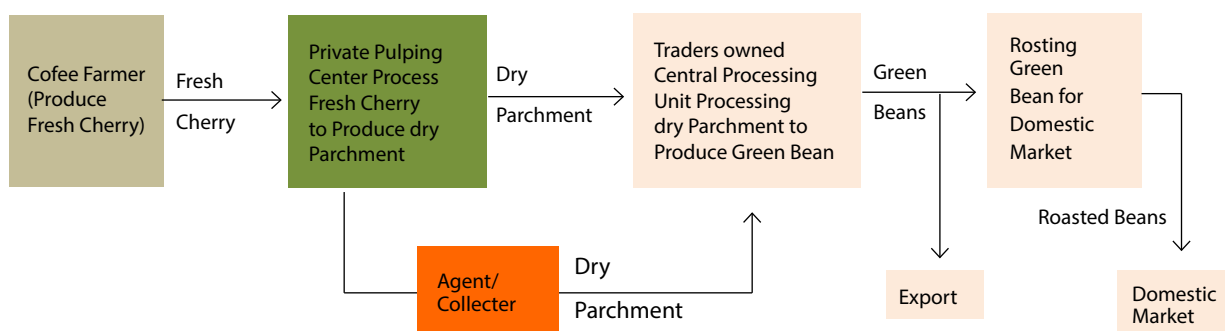 Cofee Farmer
(Produce
Fresh Cherry)
Fresh
Cherry
Private Pulping
Center Process
Fresh Cherry
to Produce dry
Parchment
Dry
Parchment
Traders owned
Central Processing
Unit Processing
dry Parchment to
Produce Green Bean
Green
Beans
Rosting
Green
Bean for
Domestic
Market
Roasted Beans
Agent/
Collecter
Dry
Parchment
Export
Domestic
Market